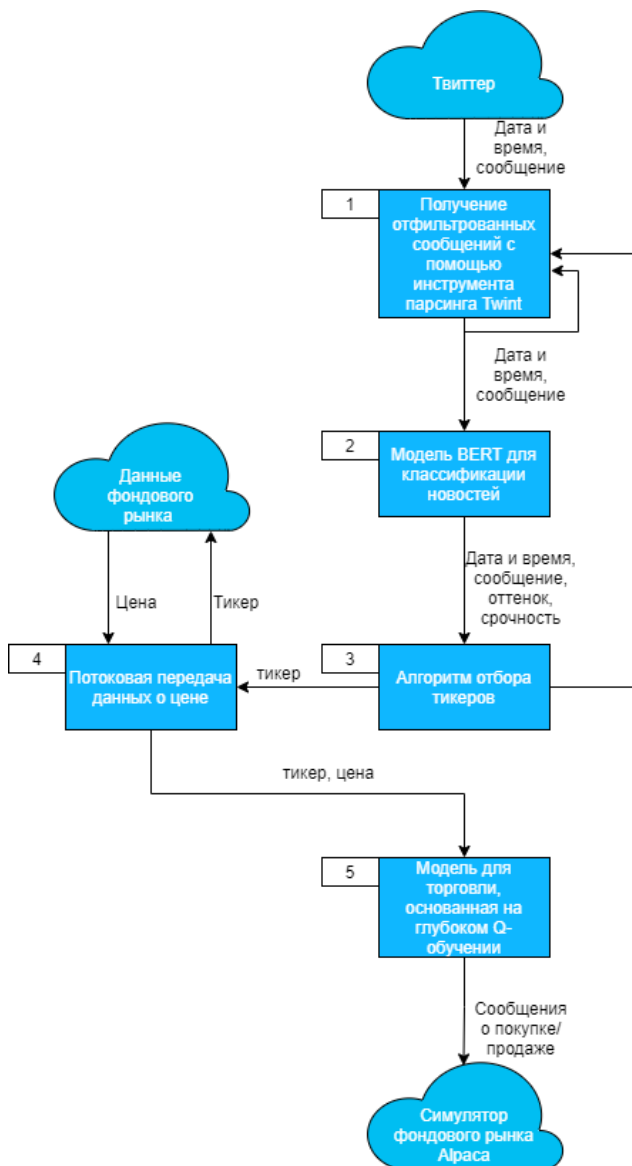 Твиттер
Дата и
время,
сообщение
1
Получение
отфильтрованных
сообщений с
помощью
инструмента
парсинга Twint
Дата и
время,
сообщение
2
Модель BERT для
классификации
новостей
Данные
фондового
рынка
Цена
Тикер
Дата и время,
сообщение,
оттенок,
срочность
4
Потоковая передача
данных о цене
тикер
3
Алгоритм отбора
тикеров
тикер, цена
5
Модель для
торговли,
основанная на
глубоком Q-
обучении
Сообщения
о покупке/
продаже
Симулятор
фондового рынка
Alpaca